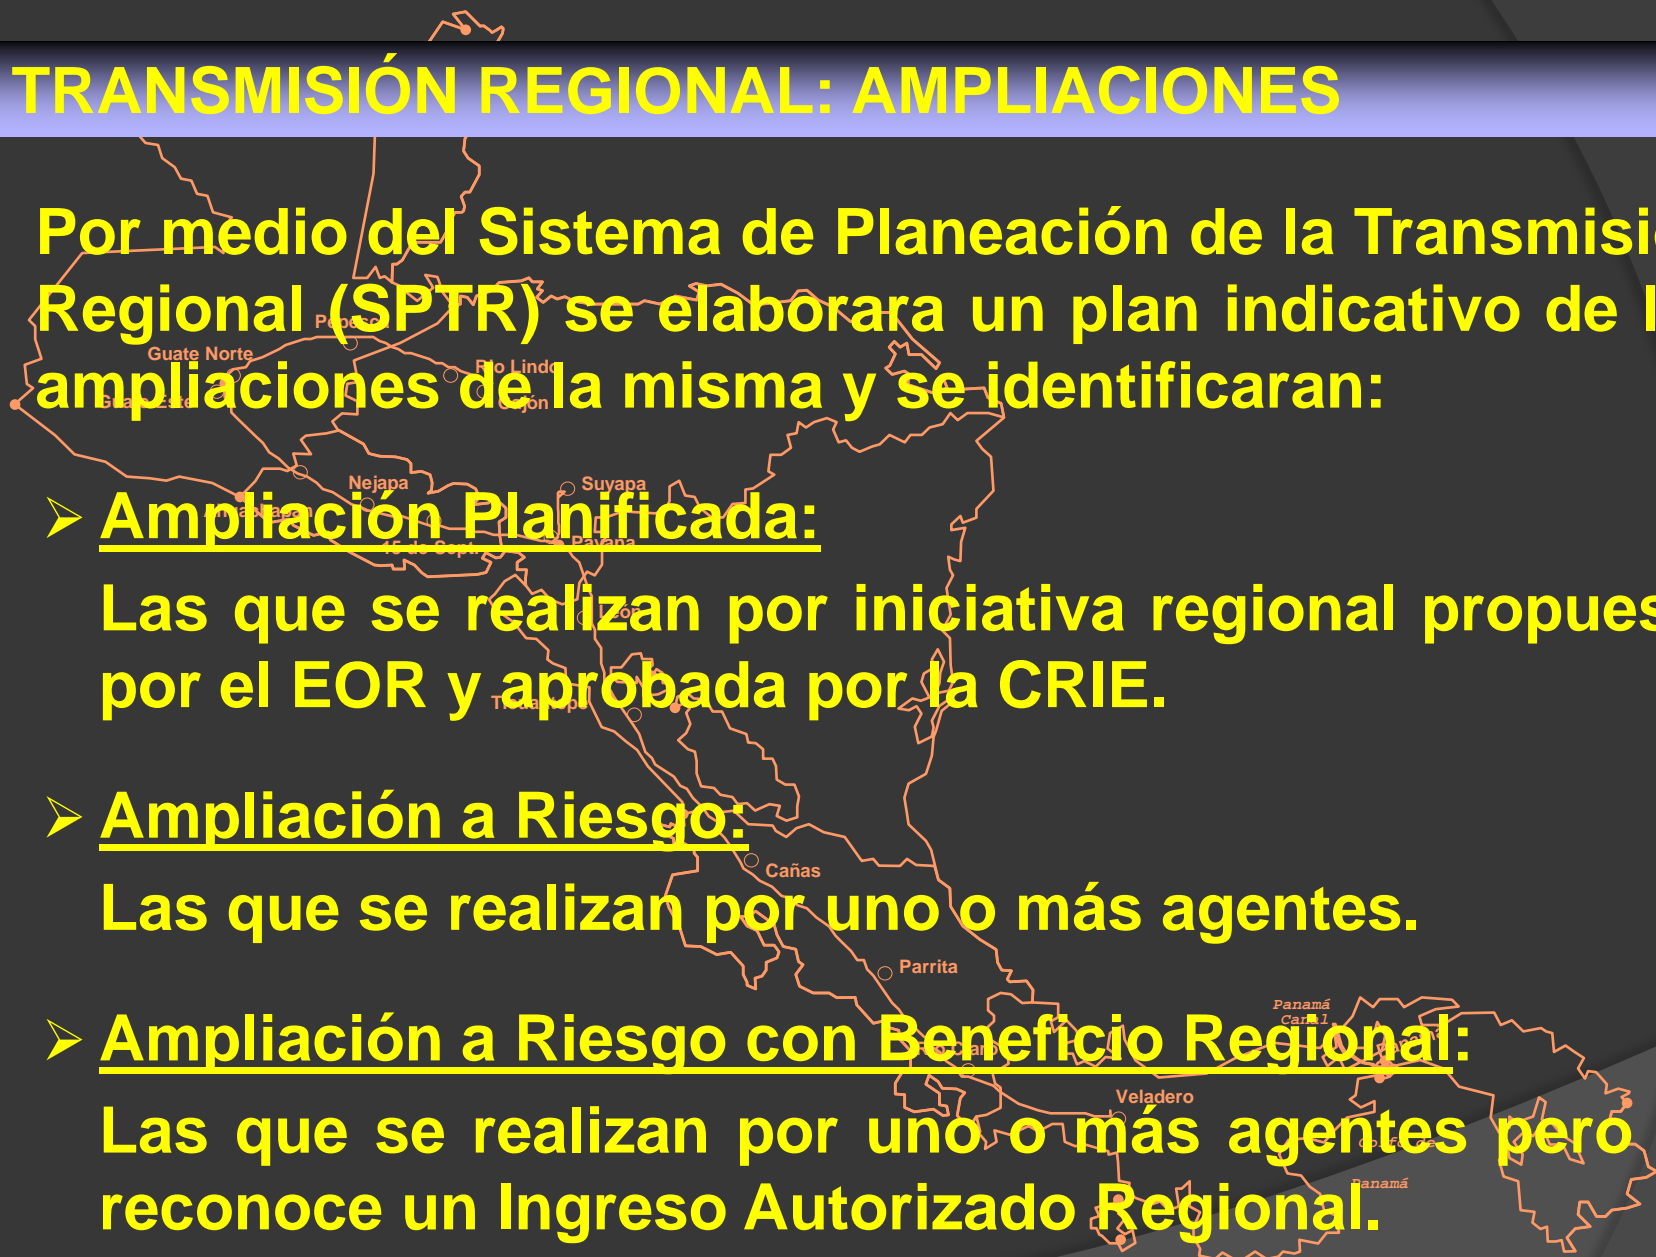 TRANSMISIÓN REGIONAL: AMPLIACIONES
Por medio del Sistema de Planeación de la
Regional (SPTR) se elaborara un plan indicativo de
ampliaciones de la misma y se identificaran:
➢ Ampliación Planificada:
Las que se realizan por iniciativa regional
por el EOR y aprobada por la CRIE.
➢ Ampliación a Riesgo:
Las que se realizan por uno o más agentes.
➢ Ampliación a Riesgo con Beneficio Regional:
Las que se realizan por uno o más agentes pero
reconoce un Ingreso Autorizado Regional.
Guate Norte
Nejapa
Suyapa
Pavana
Cañas
Parrita
Panamá
Canal
Veladero
Panamá